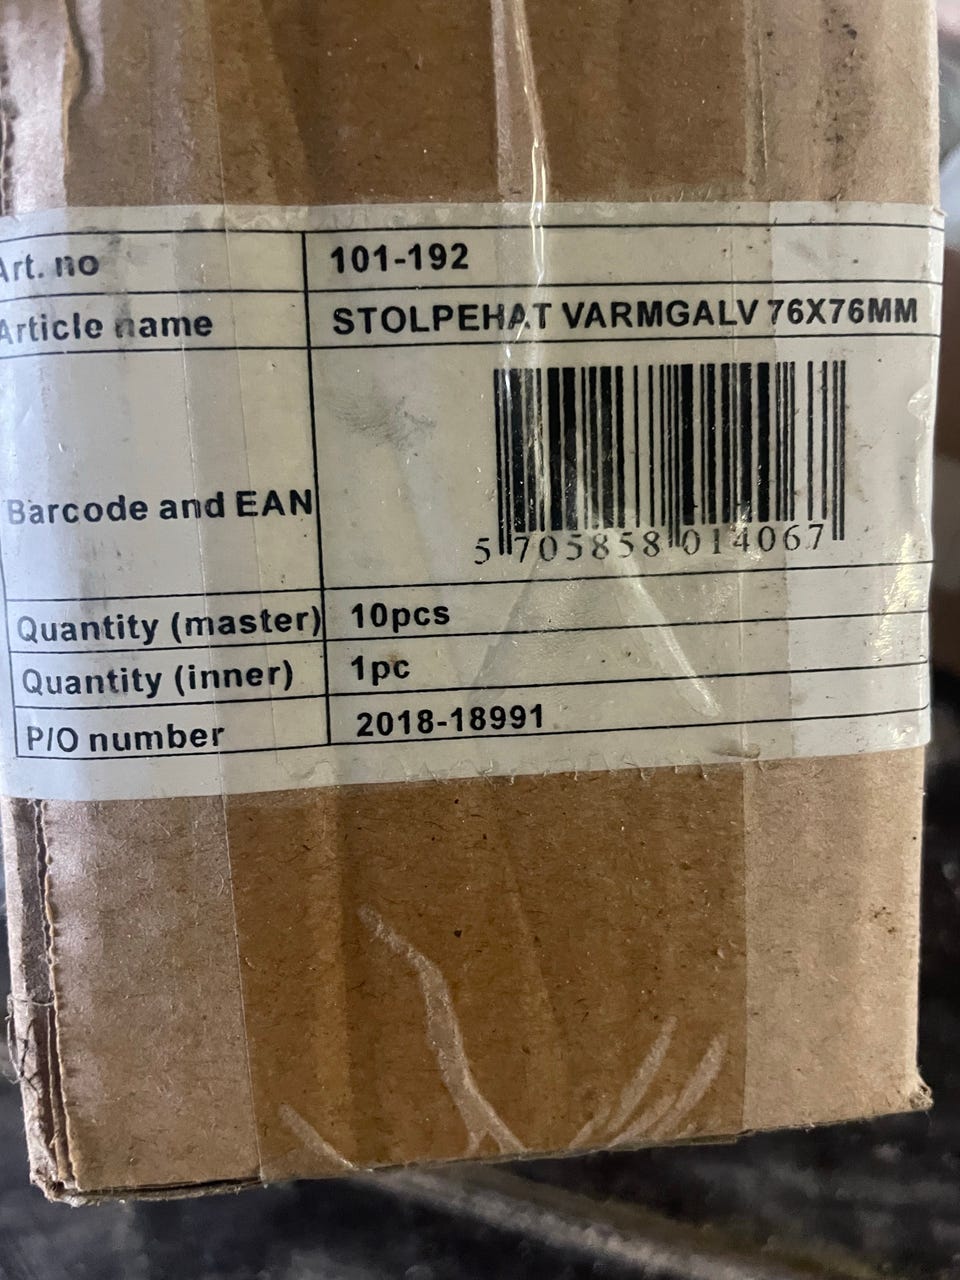 Art. no 101-192
Article name STOLPEHAT VARMGALV 76X76MM
Barcode and EAN 5 705858 014067
Quantity (master) 10pcs
Quantity (inner) 1pc
P/O number 2018-18991